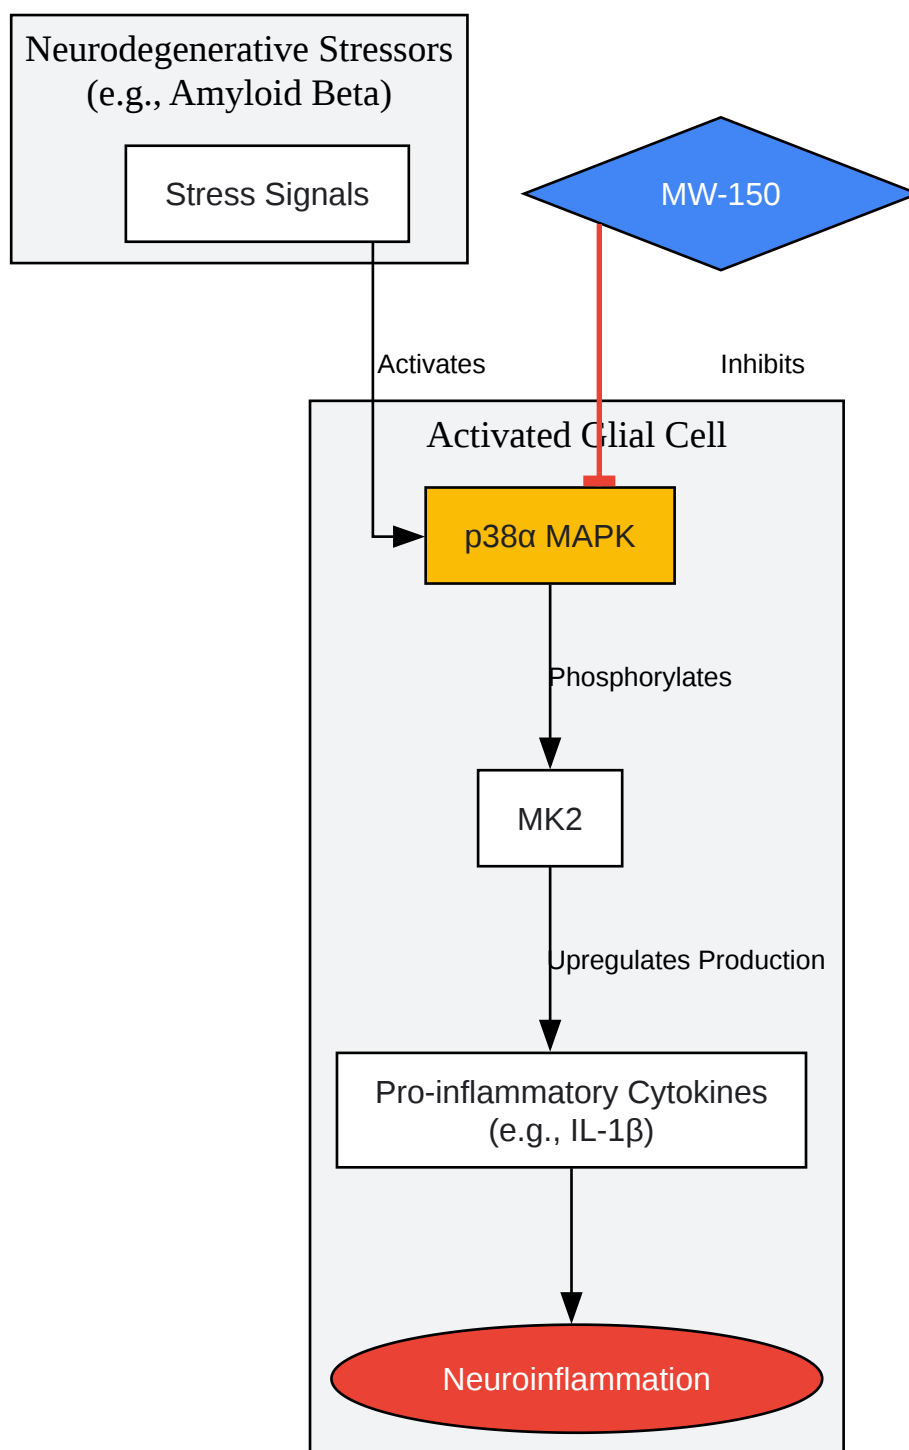 Neurodegenerative Stressors
(e.g., Amyloid Beta)
Stress Signals
MW-150
Activates
Inhibits
Activated Glial Cell
p38α MAPK
Phosphorylates
MK2
Upregulates Production
Pro-inflammatory Cytokines
(e.g., IL-1β)
Neuroinflammation